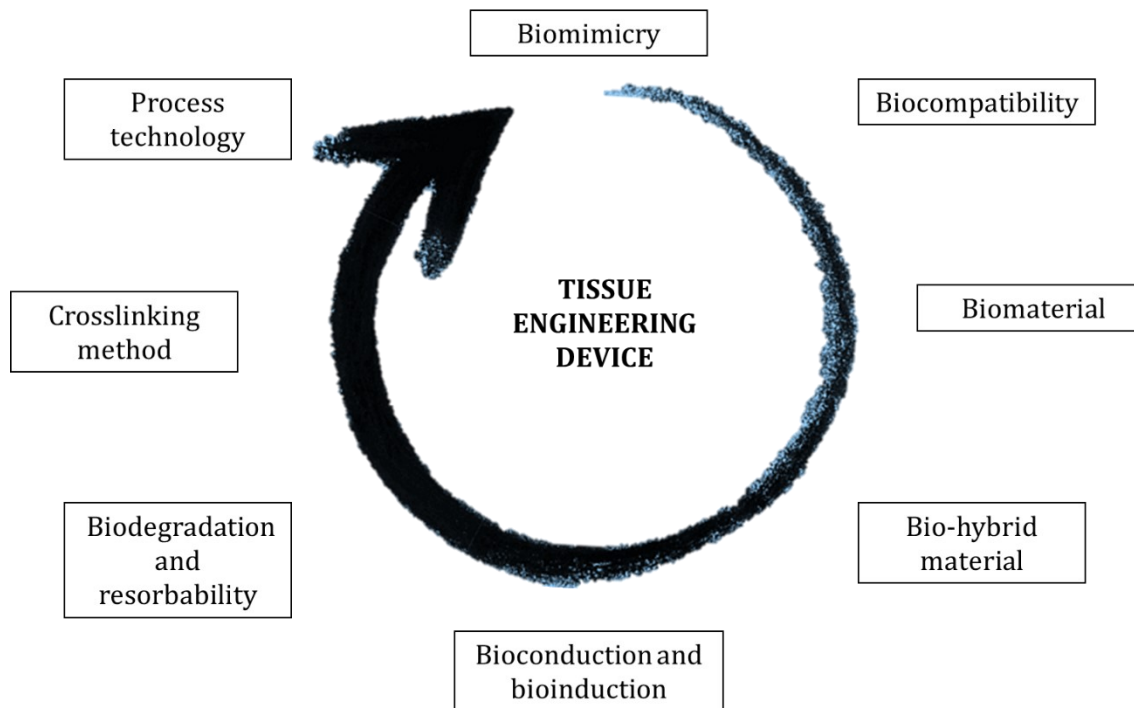 Biomimicry
Process
technology
Biocompatibility
TISSUE
ENGINEERING
DEVICE
Crosslinking
method
Biomaterial
Biodegradation
and
resorbability
Bio-hybrid
material
Bioconduction and
bioinduction